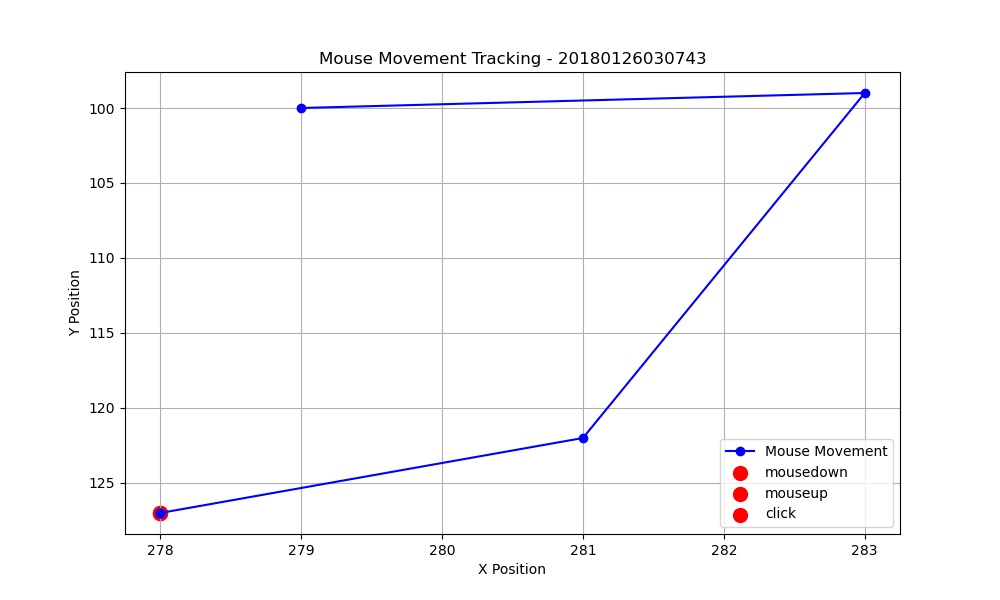 Mouse Movement Tracking - 20180126030743
100
105
110
115
120
125
Y Position
278
279
280
281
282
283
X Position
Mouse Movement
mousedown
mouseup
click